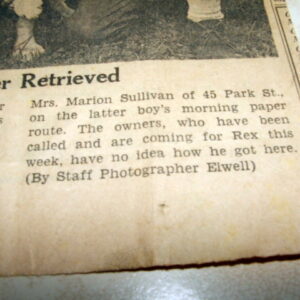 er Retrieved
er
s
Mrs. Marion Sullivan of 45 Park St.,
on the latter boy's morning paper
route. The owners, who have been
called and are coming for Rex this
week, have no idea how he got here.
(By Staff Photographer Elwell)